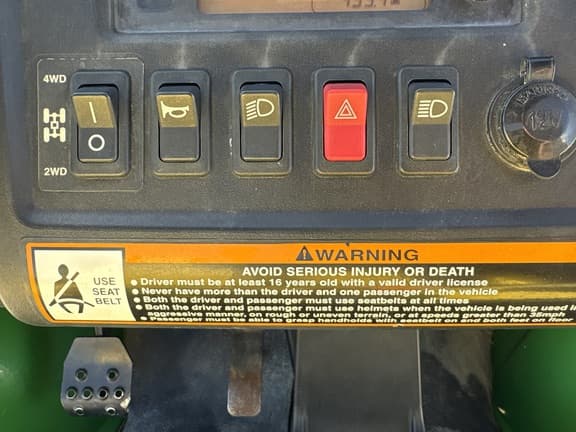 4WD
2WD
I
O
12V
WARNING
AVOID SERIOUS INJURY OR DEATH
USE
SEAT
BELT
• Driver must be at least 16 years old with a valid driver license
• Never have more than the driver and one passenger in the vehicle
• Both the driver and passenger must use seatbelts at all times
• Both the driver and passenger must use helmets when the vehicle is being used i
aggressive manner, on rough or uneven terrain, or at speeds greater than 35mph
• Passenger must be able to grasp handholds with seatbelt on and both feet on floor